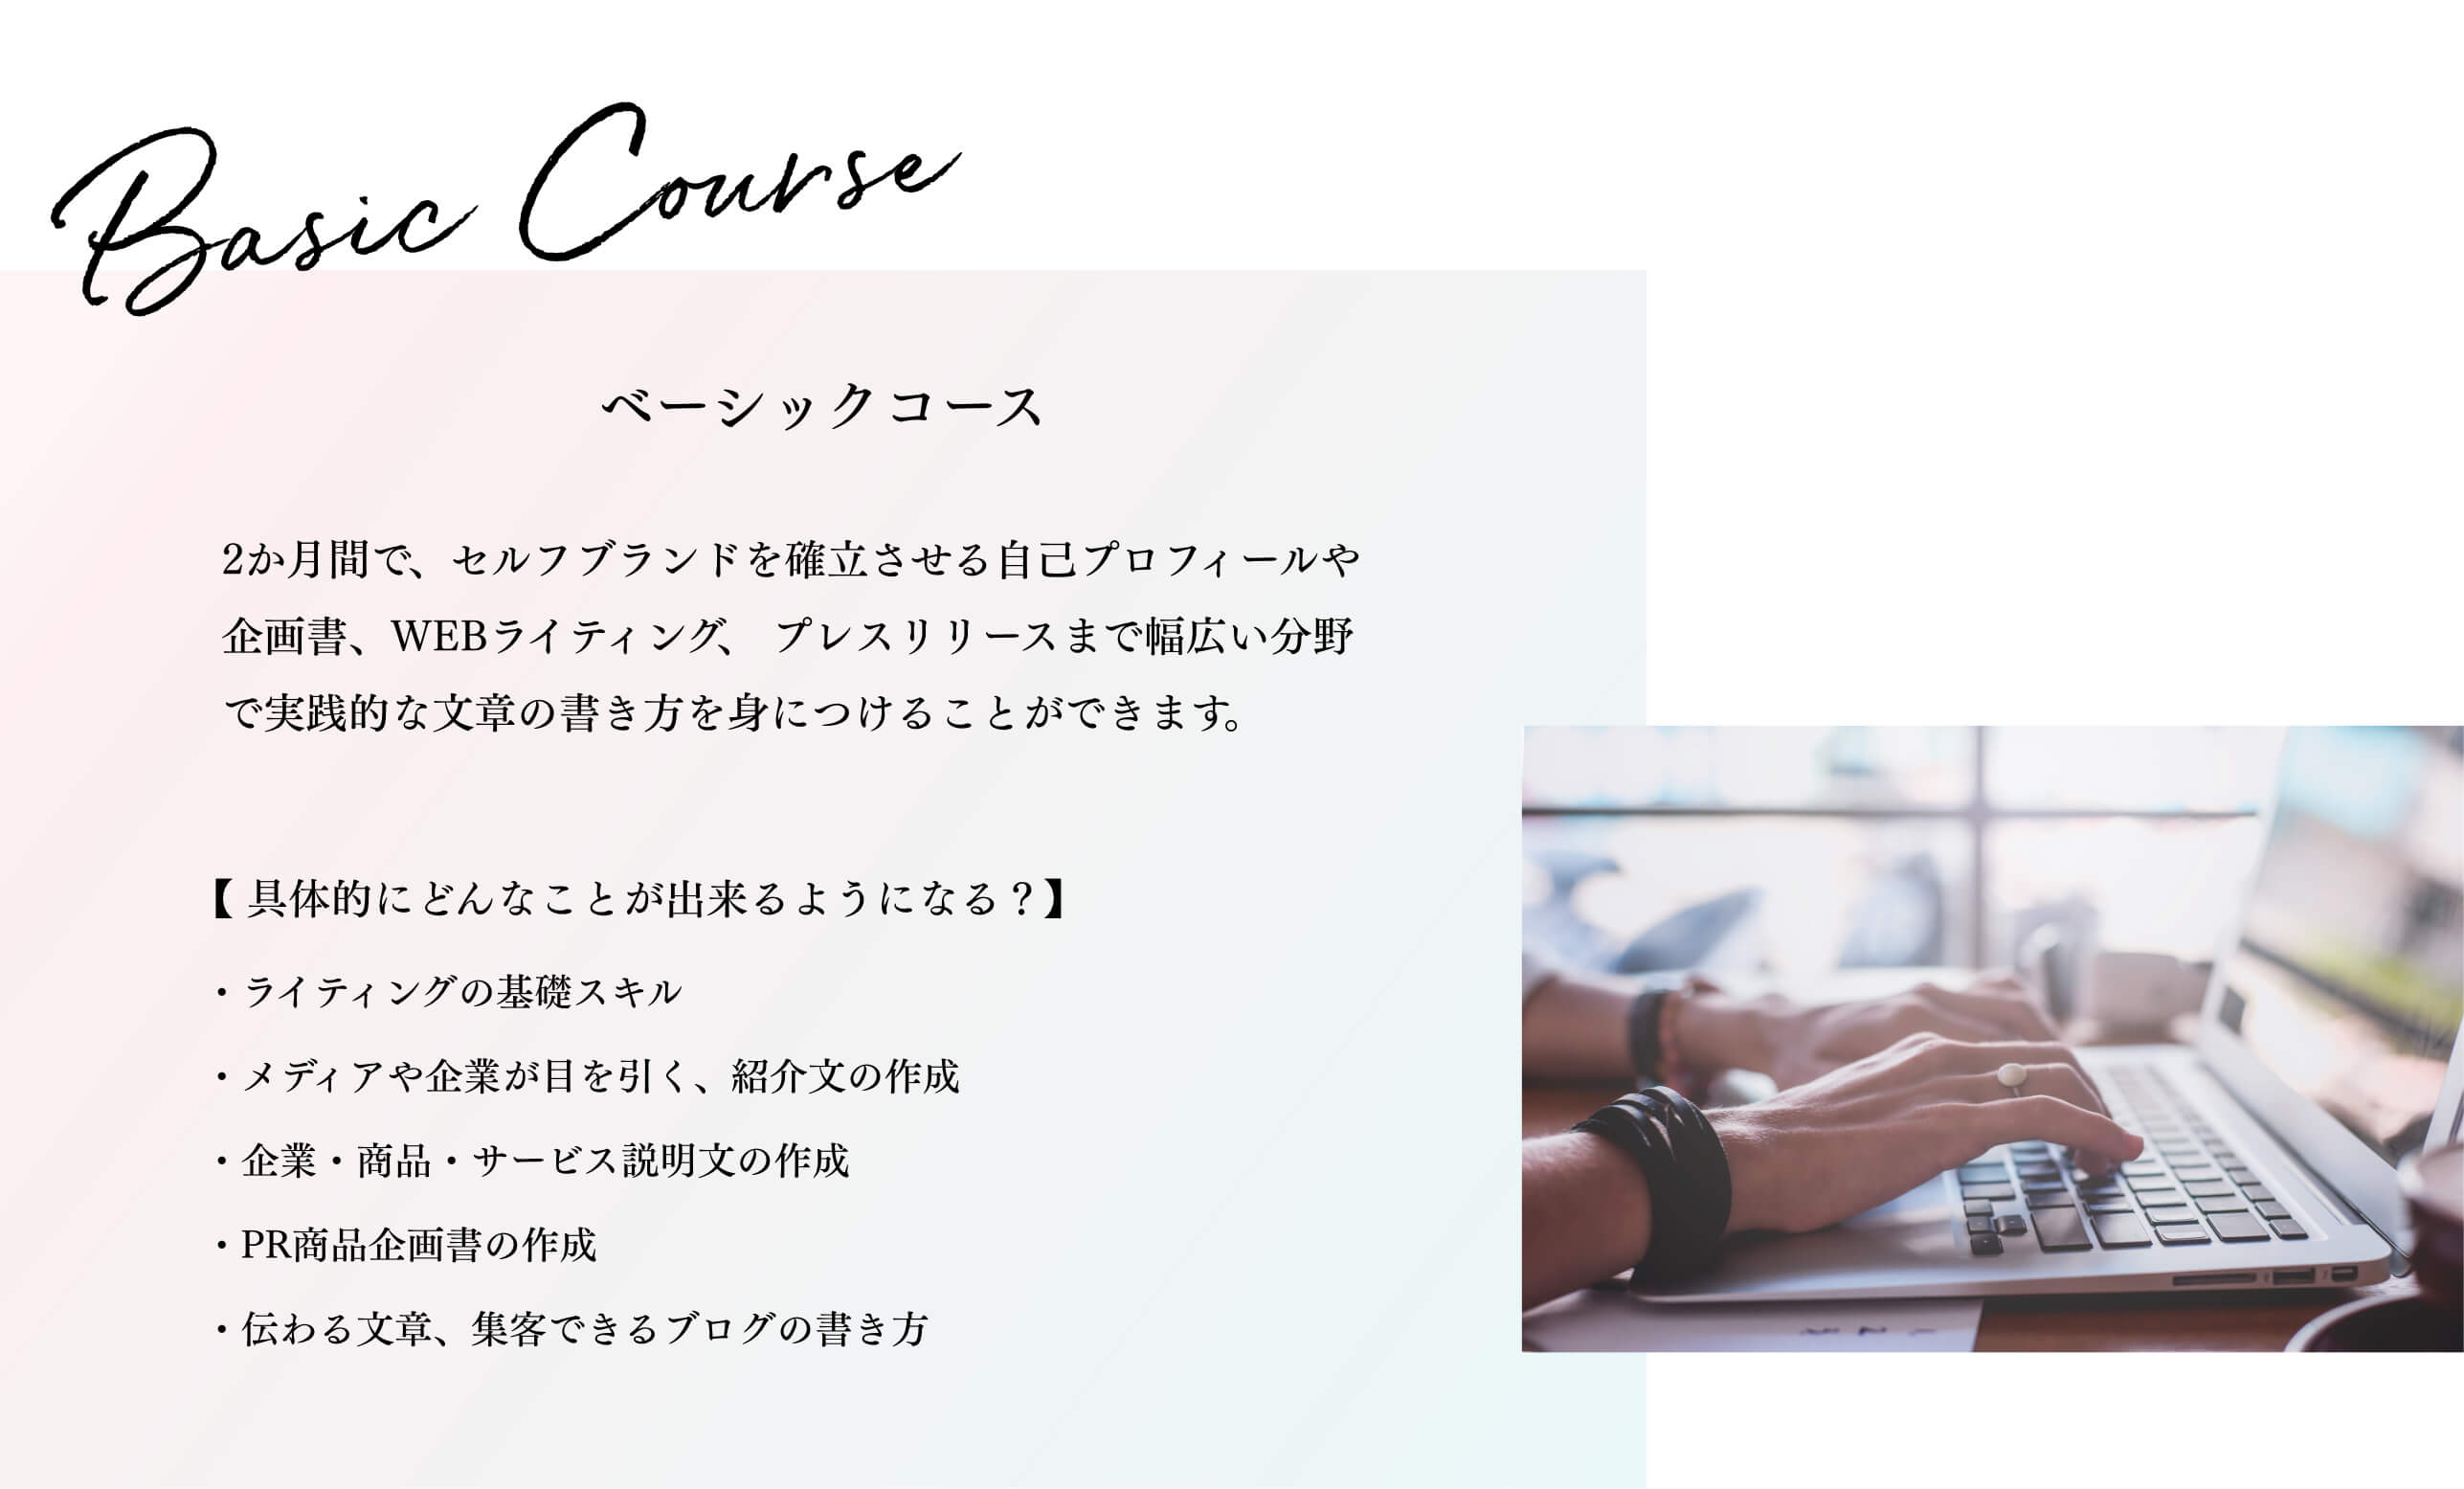 Basic Course
ベーシックコース
2か月間で、セルフブランドを確立させる自己プロフィールや
企画書、WEBライティング、 プレスリリースまで幅広い分野
で実践的な文章の書き方を身につけることができます。
【 具体的にどんなことが出来るようになる？】
・ライティングの基礎スキル
・メディアや企業が目を引く、紹介文の作成
・企業・商品・サービス説明文の作成
・PR商品企画書の作成
・伝わる文章、集客できるブログの書き方